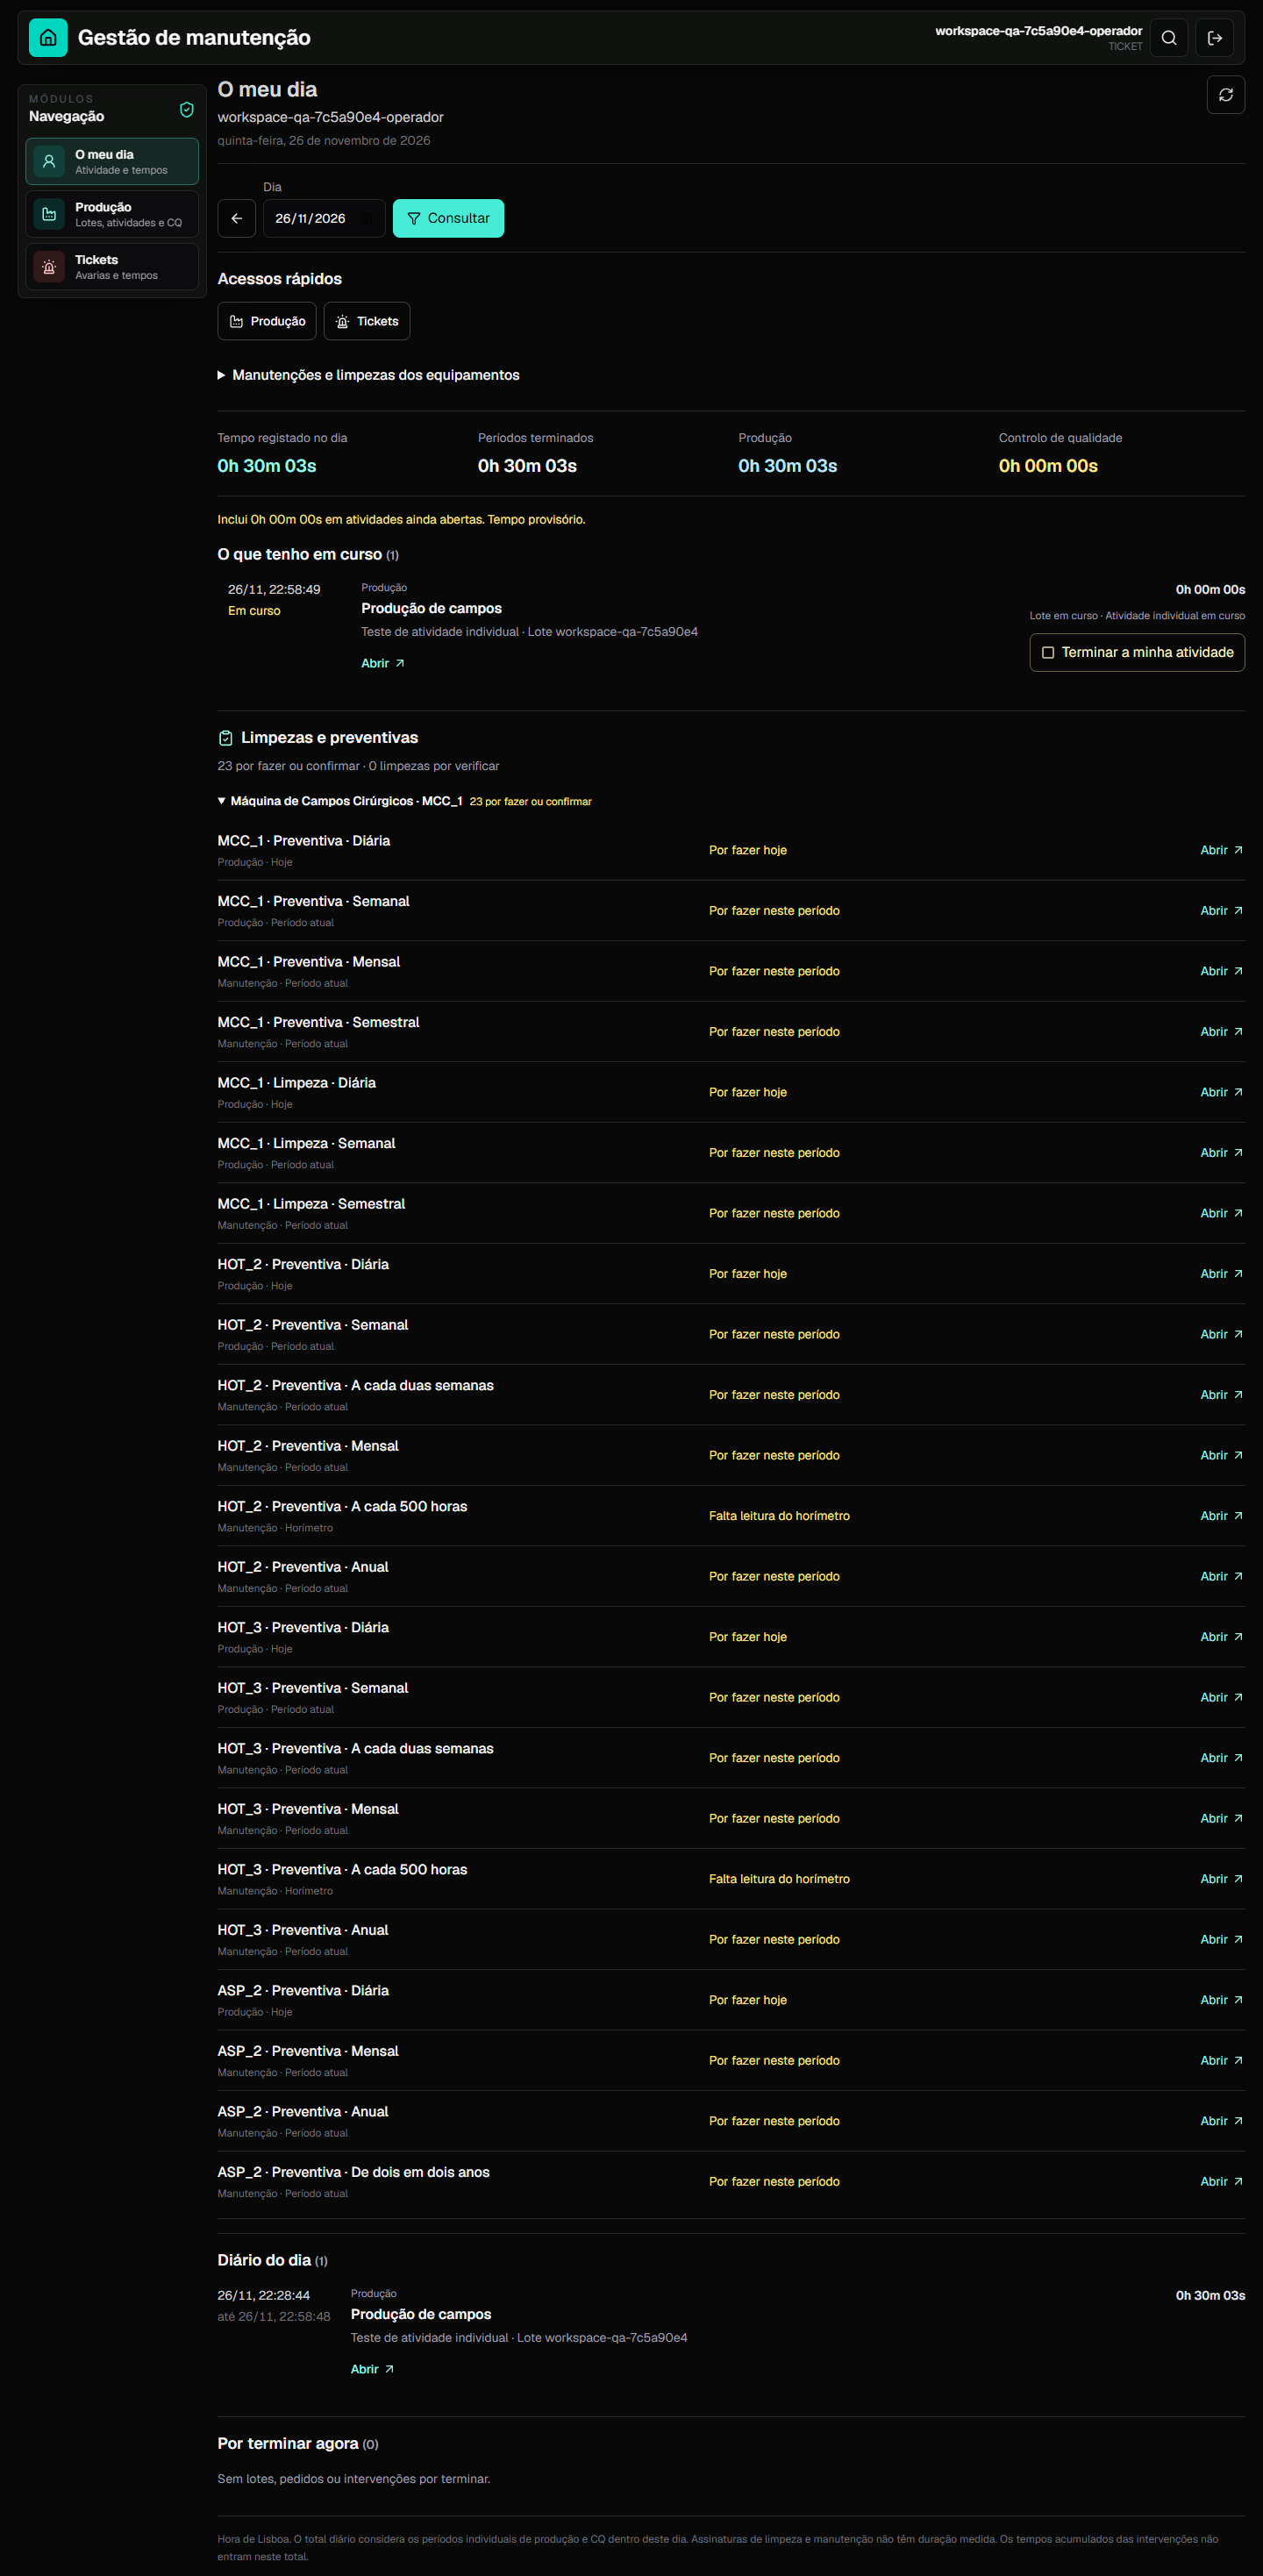 Gestão de manutenção
workspace-qa-7c5a90e4-operador
TICKET
MÓDULOS
Navegação
O meu dia
Atividade e tempos
Produção
Lotes, atividades e CQ
Tickets
Avarias e tempos
O meu dia
workspace-qa-7c5a90e4-operador
quinta-feira, 26 de novembro de 2026
Dia
26/11/2026
Consultar
Acessos rápidos
Produção
Tickets
Manutenções e limpezas dos equipamentos
Tempo registado no dia
0h 30m 03s
Períodos terminados
0h 30m 03s
Produção
0h 30m 03s
Controlo de qualidade
0h 00m 00s
Inclui 0h 00m 00s em atividades ainda abertas. Tempo provisório.
O que tenho em curso (1)
26/11, 22:58:49
Em curso
Produção
Produção de campos
Teste de atividade individual · Lote workspace-qa-7c5a90e4
Abrir
0h 00m 00s
Lote em curso · Atividade individual em curso
Terminar a minha atividade
Limpezas e preventivas
23 por fazer ou confirmar · 0 limpezas por verificar
Máquina de Campos Cirúrgicos · MCC_1 23 por fazer ou confirmar
MCC_1 · Preventiva · Diária
Produção · Hoje
Por fazer hoje
Abrir
MCC_1 · Preventiva · Semanal
Produção · Período atual
Por fazer neste período
Abrir
MCC_1 · Preventiva · Mensal
Manutenção · Período atual
Por fazer neste período
Abrir
MCC_1 · Preventiva · Semestral
Manutenção · Período atual
Por fazer neste período
Abrir
MCC_1 · Limpeza · Diária
Produção · Hoje
Por fazer hoje
Abrir
MCC_1 · Limpeza · Semanal
Produção · Período atual
Por fazer neste período
Abrir
MCC_1 · Limpeza · Semestral
Manutenção · Período atual
Por fazer neste período
Abrir
HOT_2 · Preventiva · Diária
Produção · Hoje
Por fazer hoje
Abrir
HOT_2 · Preventiva · Semanal
Produção · Período atual
Por fazer neste período
Abrir
HOT_2 · Preventiva · A cada duas semanas
Manutenção · Período atual
Por fazer neste período
Abrir
HOT_2 · Preventiva · Mensal
Manutenção · Período atual
Por fazer neste período
Abrir
HOT_2 · Preventiva · A cada 500 horas
Manutenção · Horímetro
Falta leitura do horímetro
Abrir
HOT_2 · Preventiva · Anual
Manutenção · Período atual
Por fazer neste período
Abrir
HOT_3 · Preventiva · Diária
Produção · Hoje
Por fazer hoje
Abrir
HOT_3 · Preventiva · Semanal
Produção · Período atual
Por fazer neste período
Abrir
HOT_3 · Preventiva · A cada duas semanas
Manutenção · Período atual
Por fazer neste período
Abrir
HOT_3 · Preventiva · Mensal
Manutenção · Período atual
Por fazer neste período
Abrir
HOT_3 · Preventiva · A cada 500 horas
Manutenção · Horímetro
Falta leitura do horímetro
Abrir
HOT_3 · Preventiva · Anual
Manutenção · Período atual
Por fazer neste período
Abrir
ASP_2 · Preventiva · Diária
Produção · Hoje
Por fazer hoje
Abrir
ASP_2 · Preventiva · Mensal
Manutenção · Período atual
Por fazer neste período
Abrir
ASP_2 · Preventiva · Anual
Manutenção · Período atual
Por fazer neste período
Abrir
ASP_2 · Preventiva · De dois em dois anos
Manutenção · Período atual
Por fazer neste período
Abrir
Diário do dia (1)
26/11, 22:28:44
até 26/11, 22:58:48
Produção
Produção de campos
Teste de atividade individual · Lote workspace-qa-7c5a90e4
Abrir
0h 30m 03s
Por terminar agora (0)
Sem lotes, pedidos ou intervenções por terminar.
Hora de Lisboa. O total diário considera os períodos individuais de produção e CQ dentro deste dia. Assinaturas de limpeza e manutenção não têm duração medida. Os tempos acumulados das intervenções não
entram neste total.